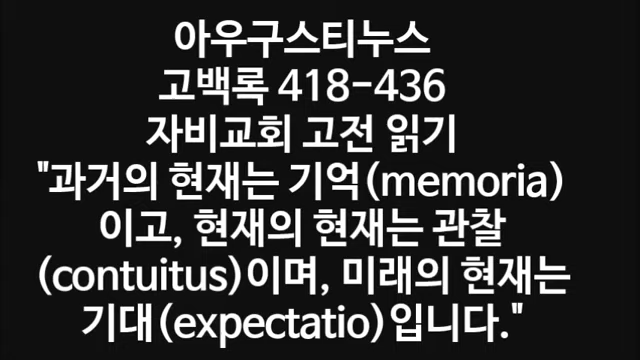 아우구스티누스
고백록 418-436
자비교회 고전 읽기
"과거의 현재는 기억(memoria)
이고, 현재의 현재는 관찰
(contuitus)이며, 미래의 현재는
기대(expectatio)입니다."